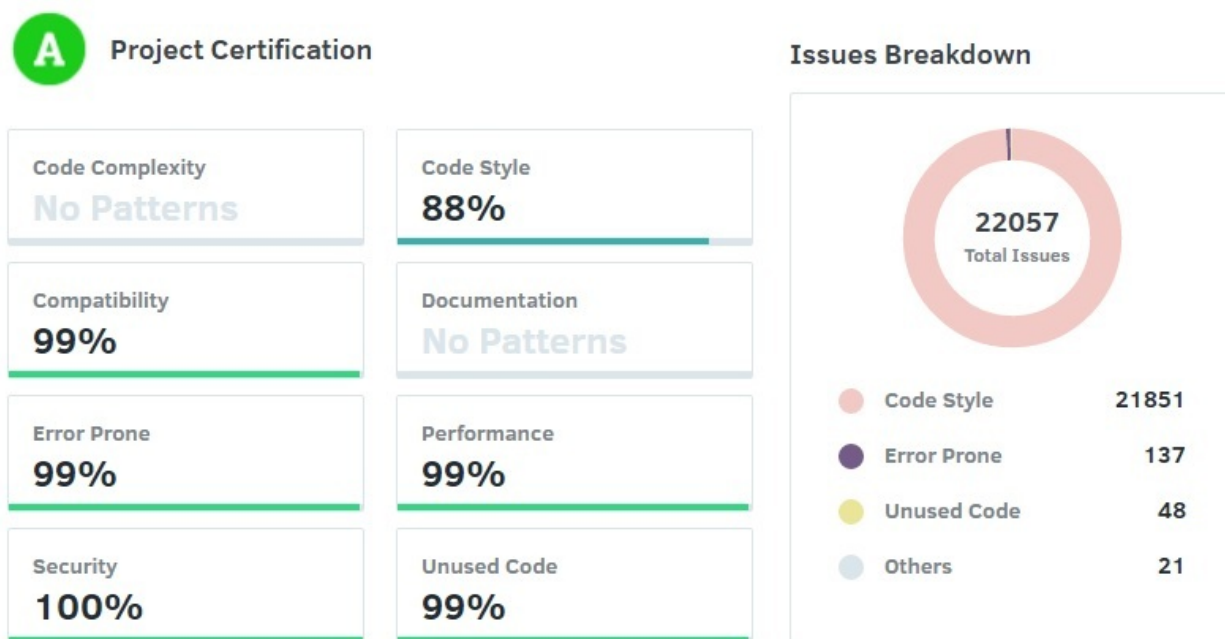 A Project Certification
Code Complexity
No Patterns
Code Style
88%
Compatibility
99%
Documentation
No Patterns
Error Prone
99%
Performance
99%
Security
100%
Unused Code
99%
Issues Breakdown
22057
Total Issues
Code Style 21851
Error Prone 137
Unused Code 48
Others 21